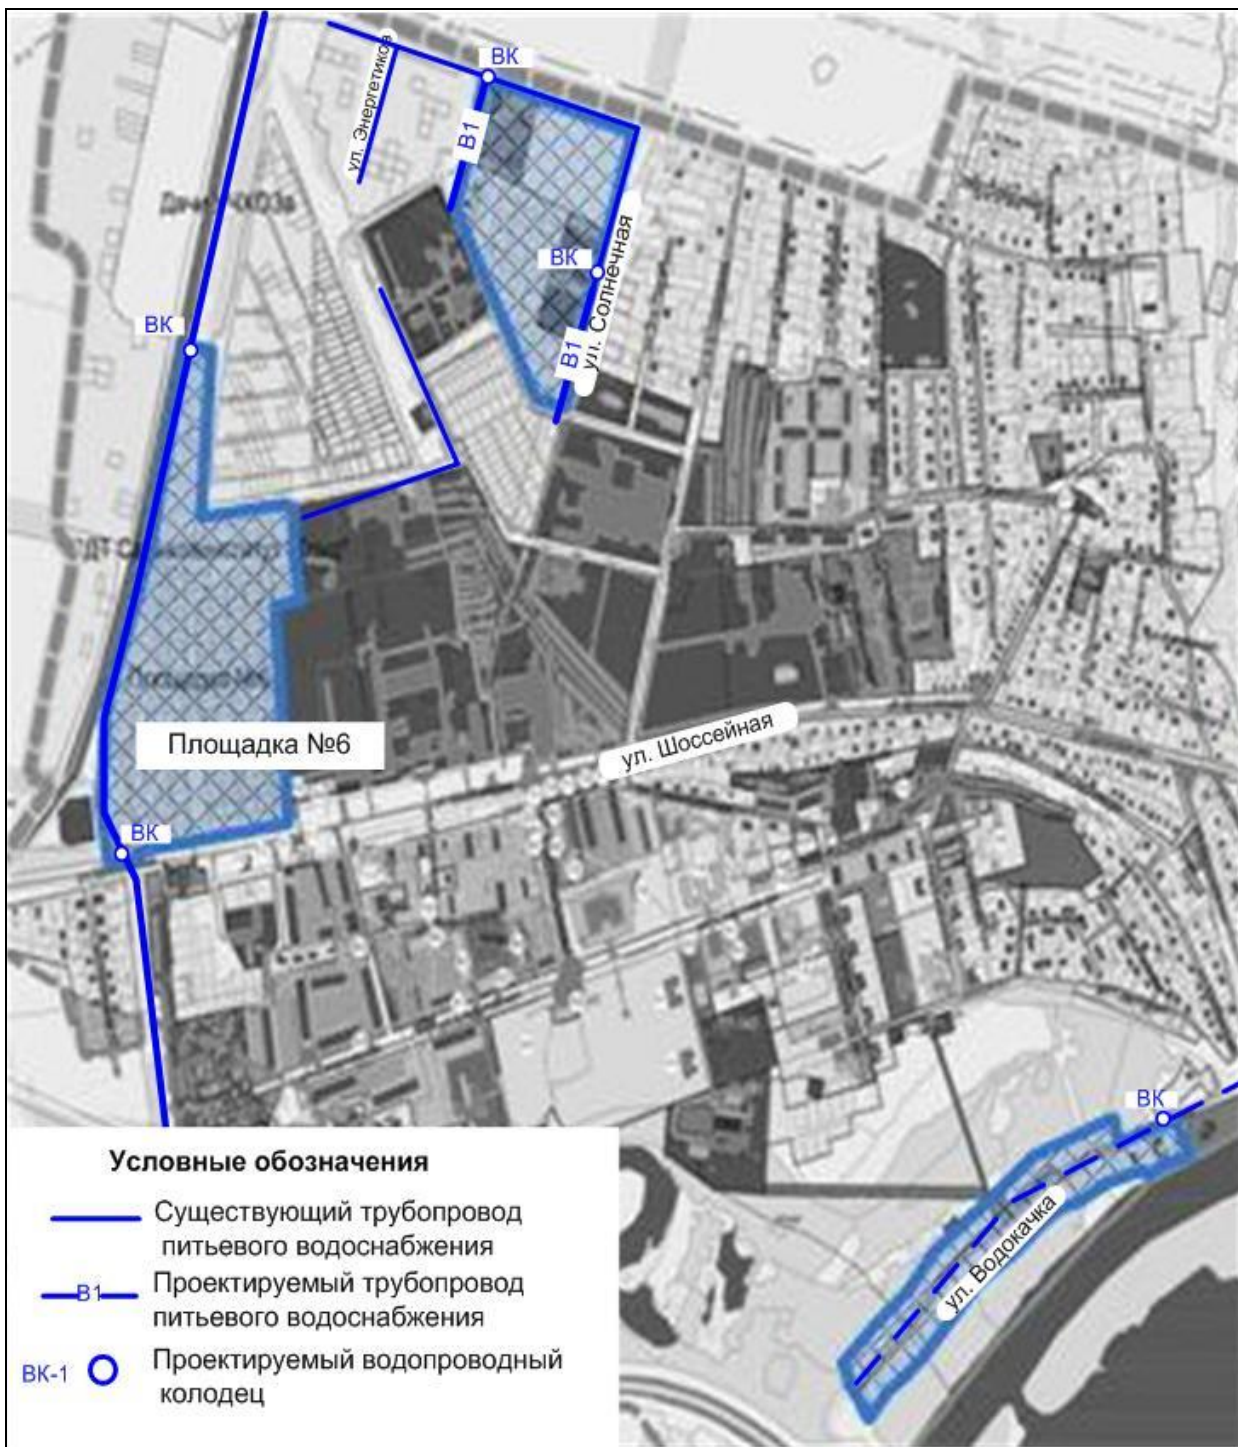 ВК
ул. Энергетиков
В1
ВК
ул. Солнечная
В1
ВК
Площадка №6
ул. Шоссейная
ВК
ВК
ул. Водокачка
Условные обозначения
Существующий трубопровод
питьевого водоснабжения
В1
Проектируемый трубопровод
питьевого водоснабжения
ВК-1
Проектируемый водопроводный
колодец